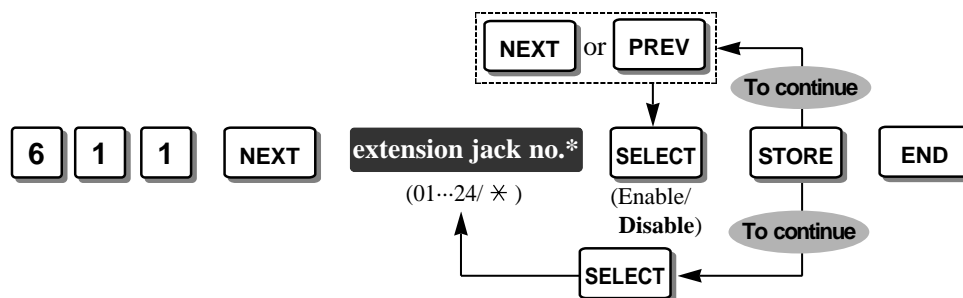 NEXT or PREV
To continue
6 1 1 NEXT extension jack no.* SELECT STORE END
(01···24/ ✳ ) (Enable/
Disable)
To continue
SELECT